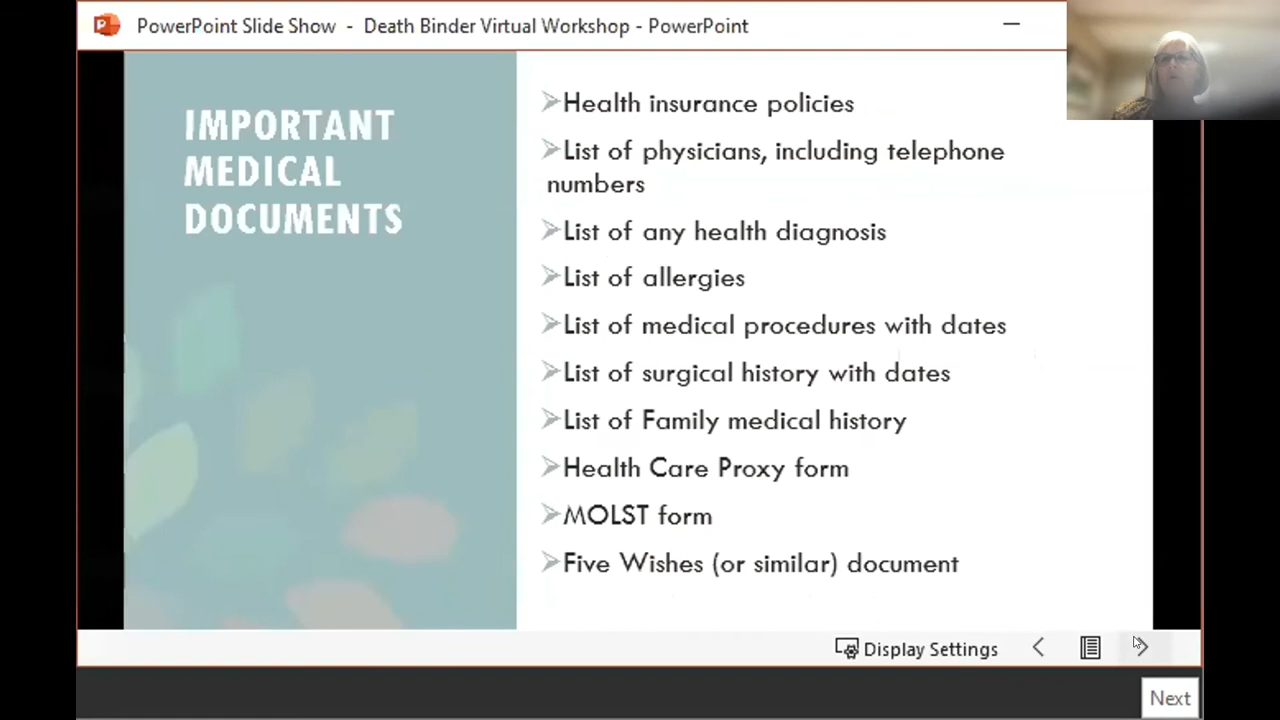 PowerPoint Slide Show - Death Binder Virtual Workshop - PowerPoint
IMPORTANT
MEDICAL
DOCUMENTS
Health insurance policies
List of physicians, including telephone
numbers
List of any health diagnosis
List of allergies
List of medical procedures with dates
List of surgical history with dates
List of Family medical history
Health Care Proxy form
MOLST form
Five Wishes (or similar) document
Display Settings
Next